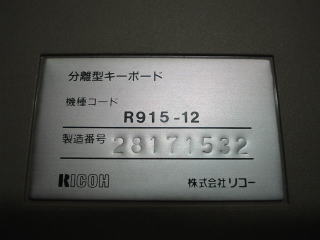 分離型キーボード
機種コード
R915-12
製造番号 28171532
RICOH 株式会社リコー